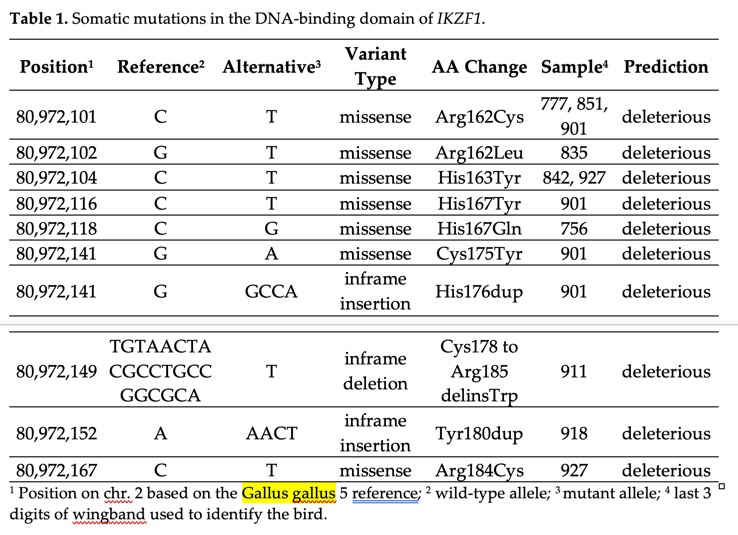 Table 1. Somatic mutations in the DNA-binding domain of IKZF1.
Position¹ Reference² Alternative³ Variant Type AA Change Sample⁴ Prediction
80,972,101 C T missense Arg162Cys 777, 851, 901 deleterious
80,972,102 G T missense Arg162Leu 835 deleterious
80,972,104 C T missense His163Tyr 842, 927 deleterious
80,972,116 C T missense His167Tyr 901 deleterious
80,972,118 C G missense His167Gln 756 deleterious
80,972,141 G A missense Cys175Tyr 901 deleterious
80,972,141 G GCCA inframe insertion His176dup 901 deleterious
80,972,149 TGTAACTA CGCCTGCC GGCGCA T inframe deletion Cys178 to Arg185 delinsTrp 911 deleterious
80,972,152 A AACT inframe insertion Tyr180dup 918 deleterious
80,972,167 C T missense Arg184Cys 927 deleterious
¹ Position on chr. 2 based on the Gallus gallus 5 reference; ² wild-type allele; ³ mutant allele; ⁴ last 3
digits of wingband used to identify the bird.